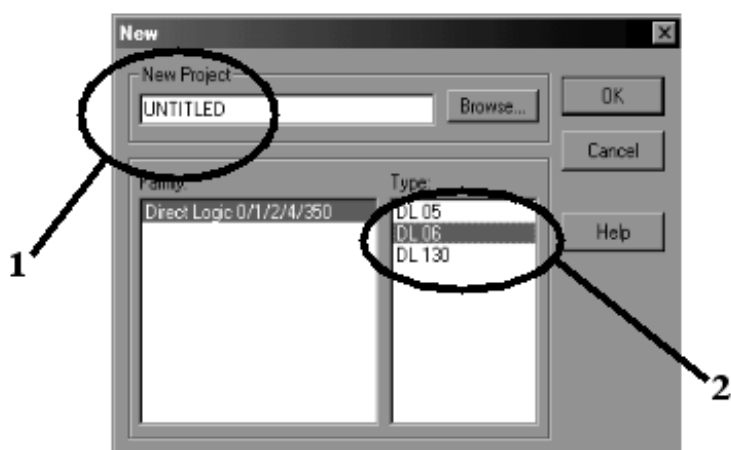 New
New Project
UNTITLED
Browse...
OK
Cancel
Family:
Type:
Direct Logic 0/1/2/4/350
DL 05
DL 06
DL 130
Help
1
2